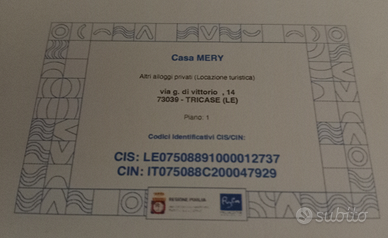 Casa MERY
Altri alloggi privati (Locazione turistica)
via g. di vittorio , 14
73039 - TRICASE (LE)
Piano: 1
Codici identificativi CIS/CIN:
CIS: LE07508891000012737
CIN: IT075088C200047929
REGIONE PUGLIA
subito